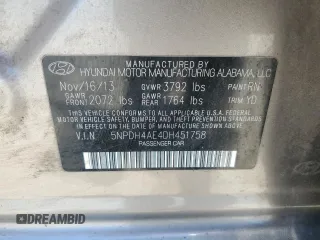 MANUFACTURED BY
HYUNDAI MOTOR MANUFACTURING ALABAMA, LLC
Nov/16/13 GVWR 3792 lbs PAINT RN
GAWR FRONT 2072 lbs GAWR REAR 1764 lbs TRIM YD
THIS VEHICLE CONFORMS TO ALL APPLICABLE FEDERAL
MOTOR VEHICLE SAFETY, BUMPER, AND THEFT PREVENTION STANDARDS
IN EFFECT ON THE DATE OF MANUFACTURE SHOWN ABOVE.
V.I.N. 5NPDH4AE4DH451758
PASSENGER CAR
DREAMBID